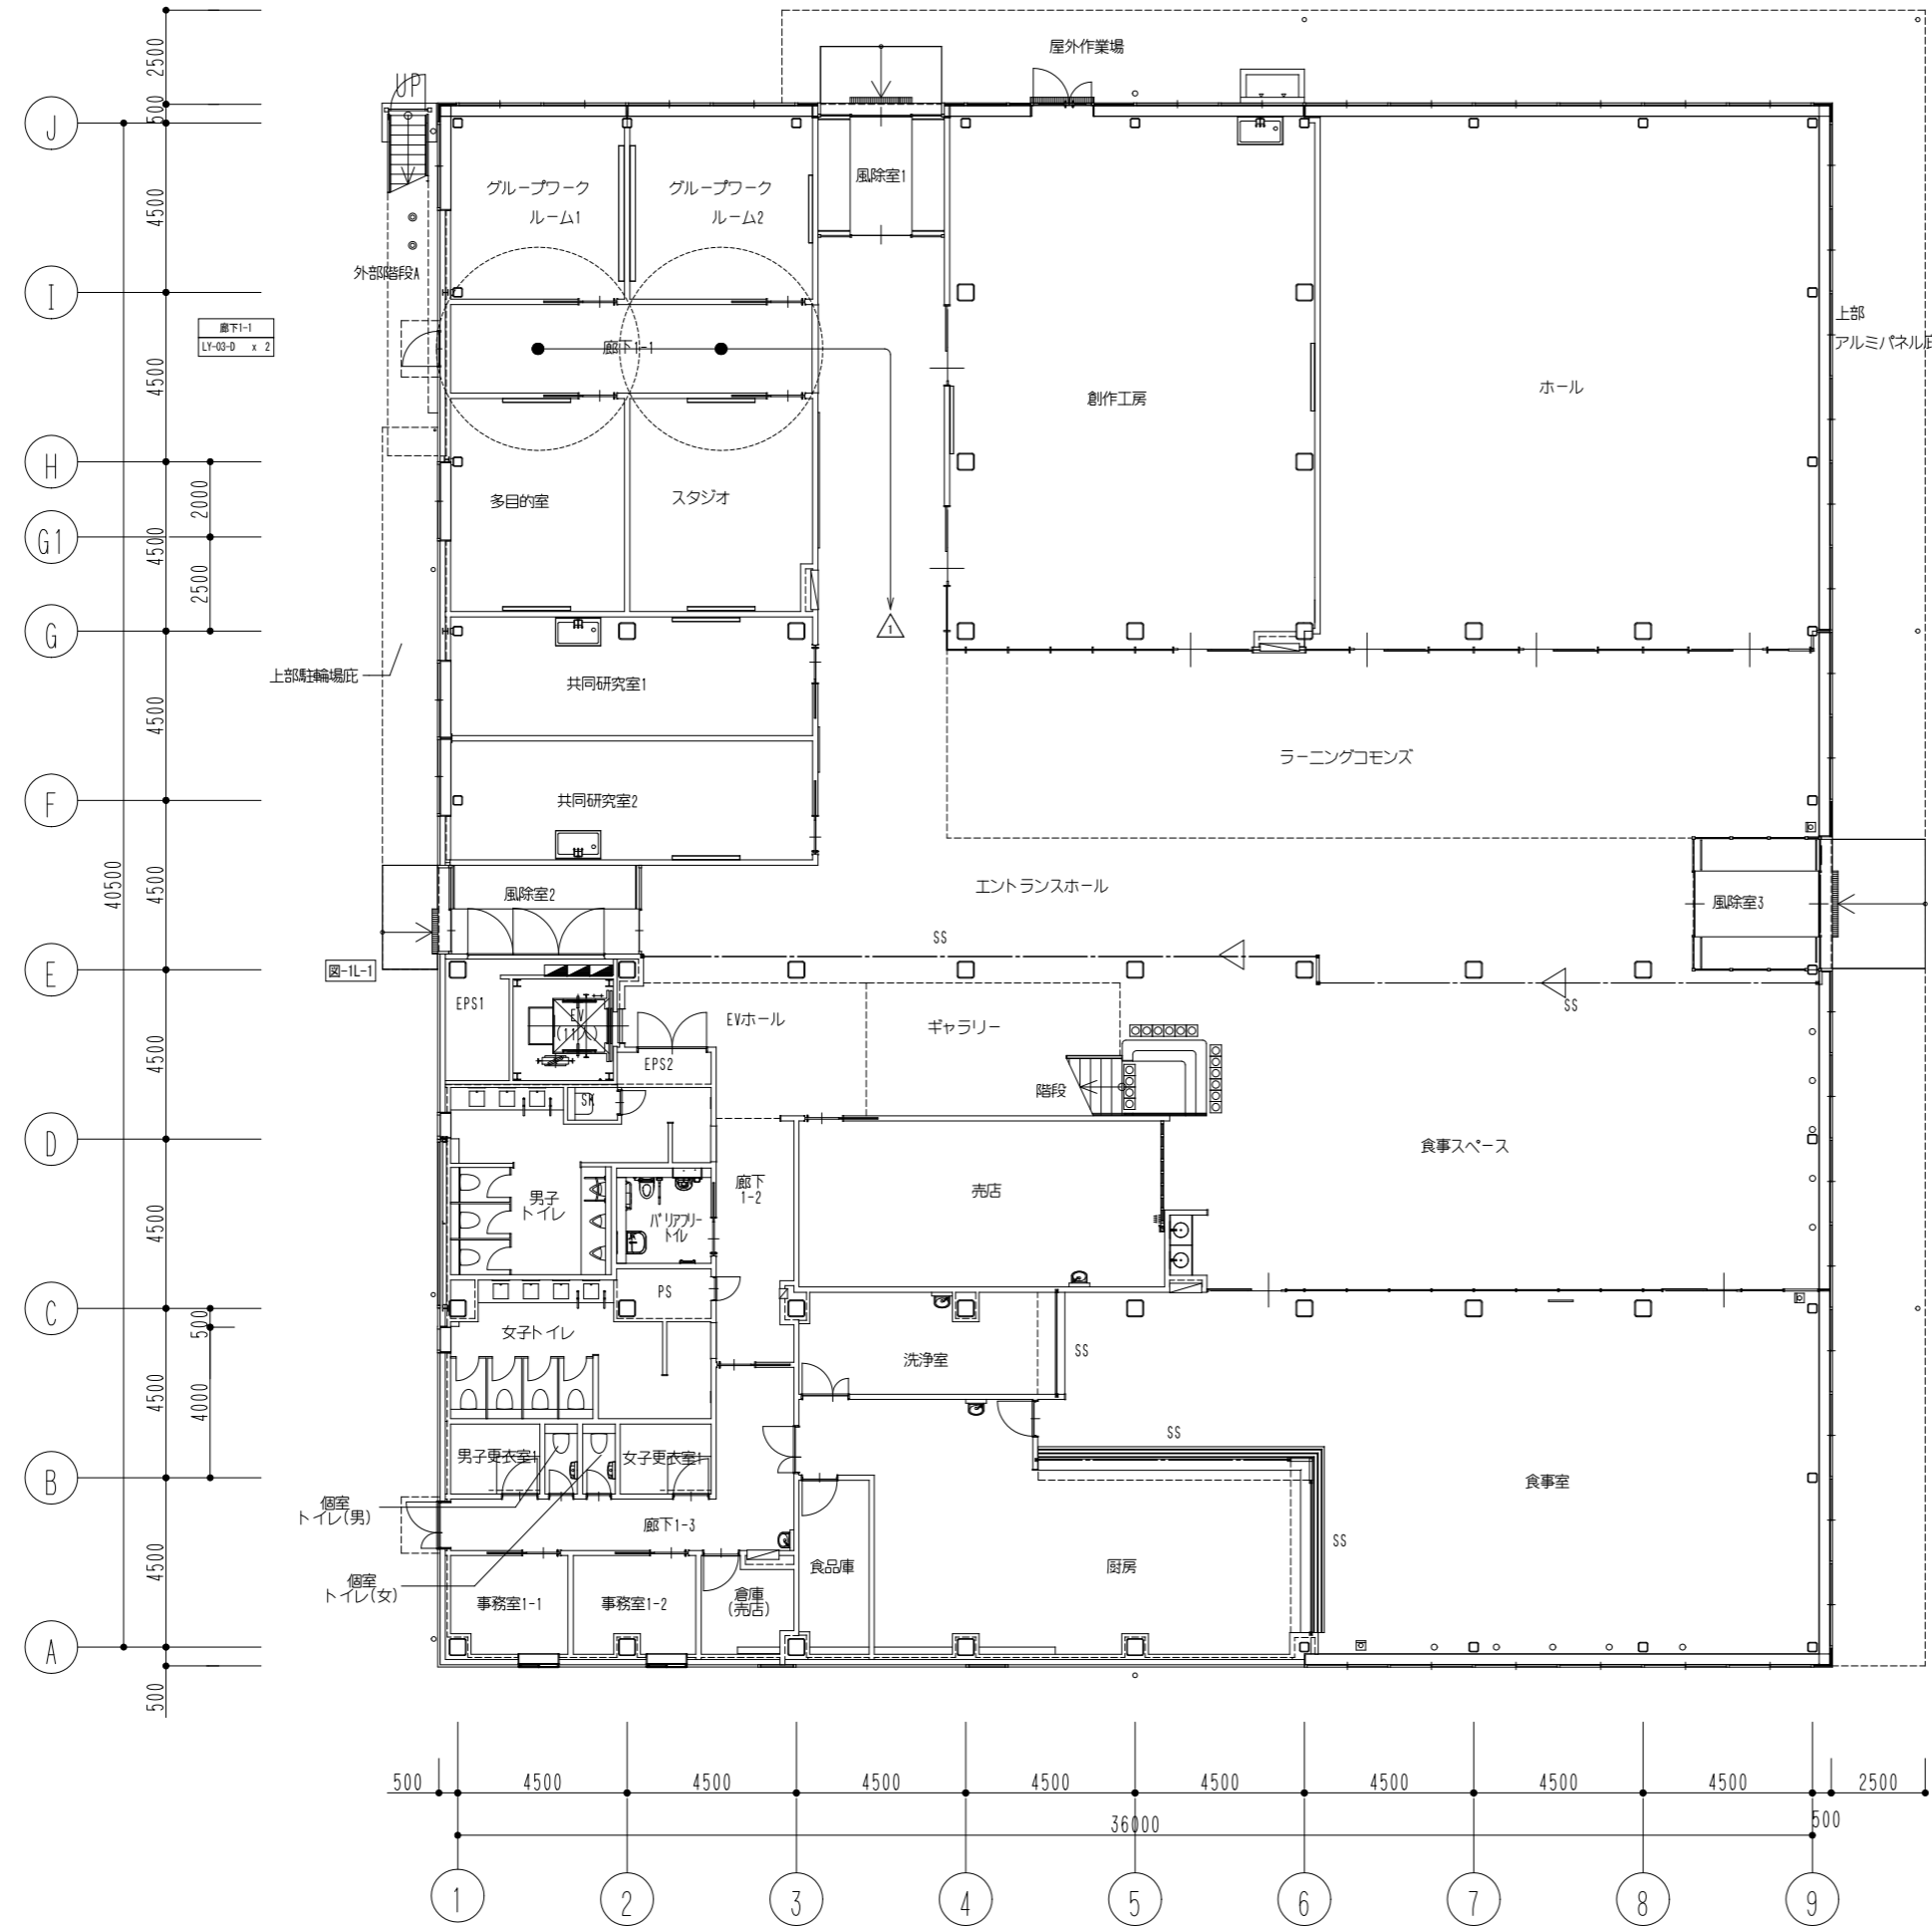 屋外作業場
UP
2500
500
J
グループワーク
ルーム1
グループワーク
ルーム2
風除室1
4500
外部階段A
I
廊下1-1
LY-03-D x 2
廊下1-1
上部
アルミパネル庇
4500
創作工房
ホール
H
2000
多目的室
スタジオ
G1
4500
2500
G
1
上部駐輪場庇
共同研究室1
4500
ラーニングコモンズ
F
共同研究室2
40500
4500
風除室2
エントランスホール
風除室3
SS
E
図-1L-1
EPS1
EV
EVホール
ギャラリー
SS
4500
EPS2
階段
SK
D
食事スペース
廊下
1-2
売店
男子
トイレ
バリアフリー
トイレ
4500
PS
C
500
女子トイレ
洗浄室
SS
4500
4000
SS
男子更衣室1
女子更衣室1
B
食事室
個室
トイレ(男)
廊下1-3
SS
4500
食品庫
厨房
個室
トイレ(女)
事務室1-1
事務室1-2
倉庫
(売店)
A
500
500
4500
4500
4500
4500
4500
4500
4500
4500
2500
36000
500
1
2
3
4
5
6
7
8
9